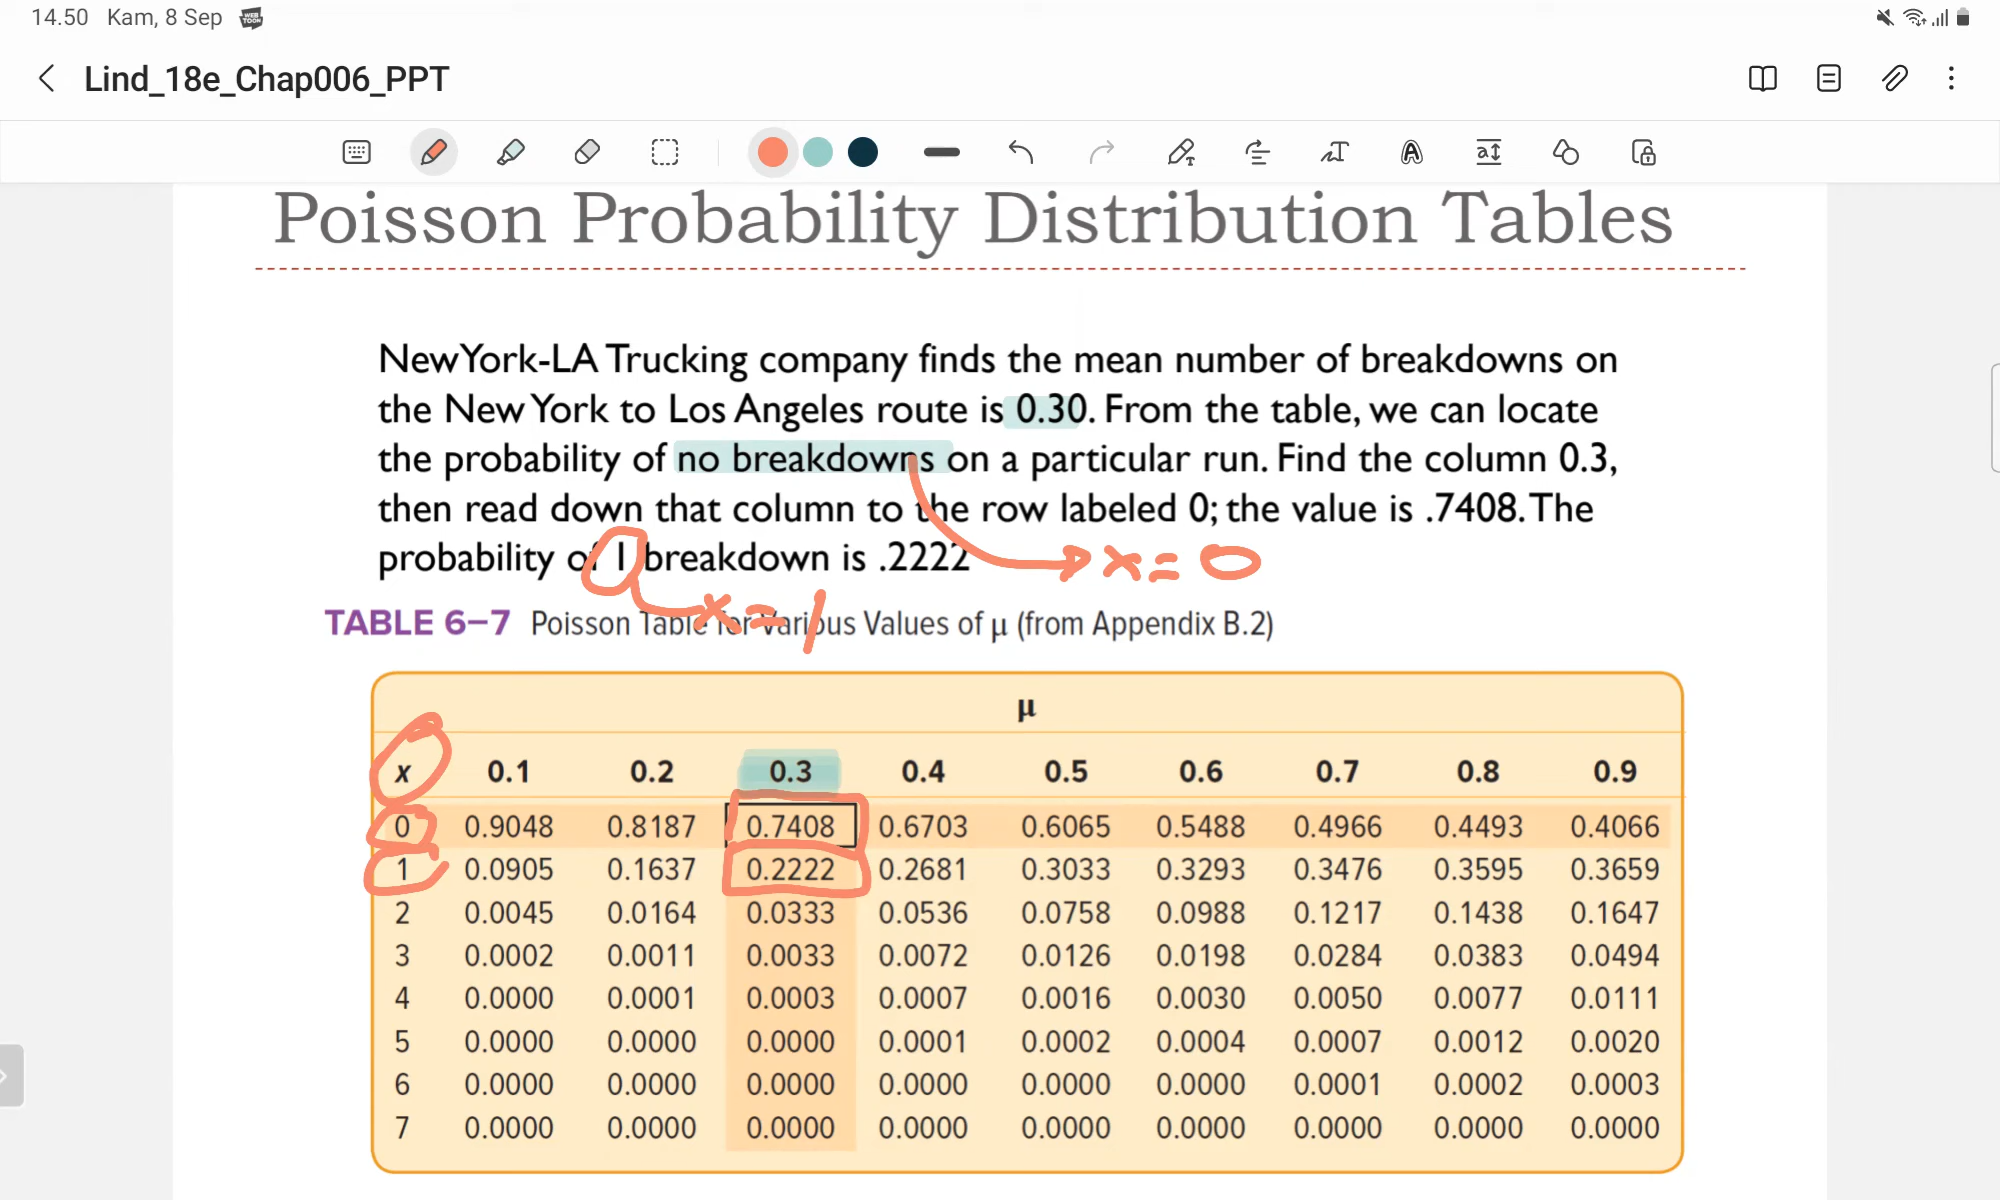 14.50 Kam, 8 Sep WEB TOON
Lind_18e_Chap006_PPT
Poisson Probability Distribution Tables
New York-LA Trucking company finds the mean number of breakdowns on
the New York to Los Angeles route is 0.30. From the table, we can locate
the probability of no breakdowns on a particular run. Find the column 0.3,
then read down that column to the row labeled 0; the value is .7408. The
probability of 1 breakdown is .2222
x = 0
x = 1
TABLE 6–7 Poisson Table for Various Values of μ (from Appendix B.2)
μ
x 0.1 0.2 0.3 0.4 0.5 0.6 0.7 0.8 0.9
0 0.9048 0.8187 0.7408 0.6703 0.6065 0.5488 0.4966 0.4493 0.4066
1 0.0905 0.1637 0.2222 0.2681 0.3033 0.3293 0.3476 0.3595 0.3659
2 0.0045 0.0164 0.0333 0.0536 0.0758 0.0988 0.1217 0.1438 0.1647
3 0.0002 0.0011 0.0033 0.0072 0.0126 0.0198 0.0284 0.0383 0.0494
4 0.0000 0.0001 0.0003 0.0007 0.0016 0.0030 0.0050 0.0077 0.0111
5 0.0000 0.0000 0.0000 0.0001 0.0002 0.0004 0.0007 0.0012 0.0020
6 0.0000 0.0000 0.0000 0.0000 0.0000 0.0000 0.0001 0.0002 0.0003
7 0.0000 0.0000 0.0000 0.0000 0.0000 0.0000 0.0000 0.0000 0.0000